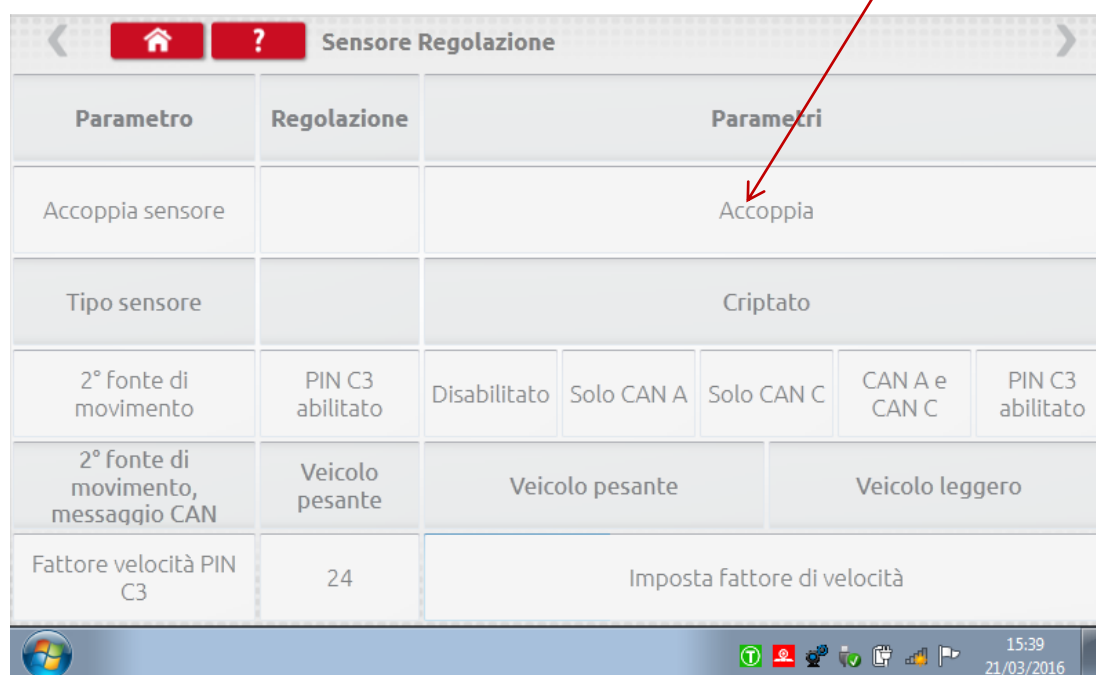 ? Sensore Regolazione
Parametro Regolazione Parametri
Accoppia sensore Accoppia
Tipo sensore Criptato
2° fonte di
movimento
PIN C3
abilitato
Disabilitato Solo CAN A Solo CAN C
CAN A e
CAN C
PIN C3
abilitato
2° fonte di
movimento,
messaggio CAN
Veicolo
pesante
Veicolo pesante Veicolo leggero
Fattore velocità PIN
C3
24 Imposta fattore di velocità
15:39
21/03/2016